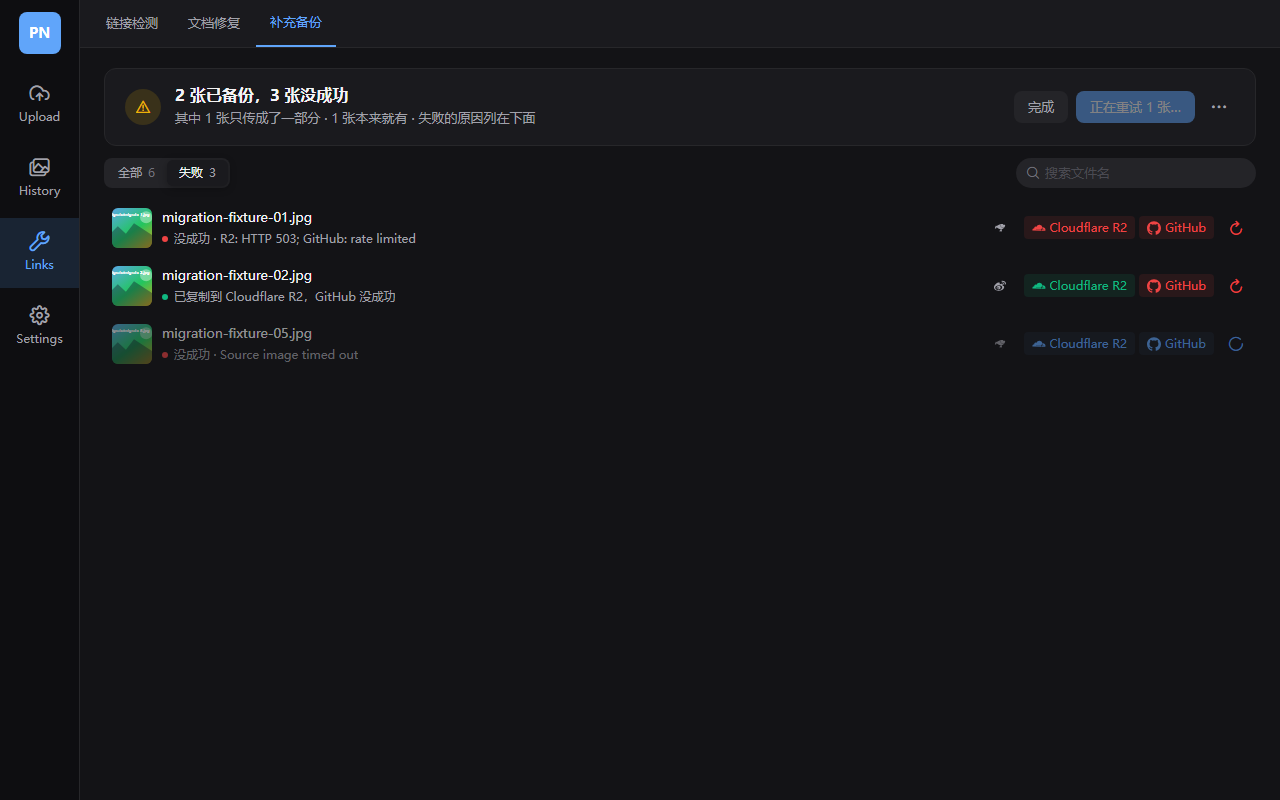 PN
链接检测
文档修复
补充备份
Upload
History
Links
Settings
2 张已备份，3 张没成功
其中 1 张只传成了一部分 · 1 张本来就有 · 失败的原因列在下面
完成
正在重试 1 张...
全部 6
失败 3
搜索文件名
migration-fixture-01.jpg
没成功 · R2: HTTP 503; GitHub: rate limited
Cloudflare R2
GitHub
migration-fixture-02.jpg
已复制到 Cloudflare R2，GitHub 没成功
Cloudflare R2
GitHub
migration-fixture-05.jpg
没成功 · Source image timed out
Cloudflare R2
GitHub